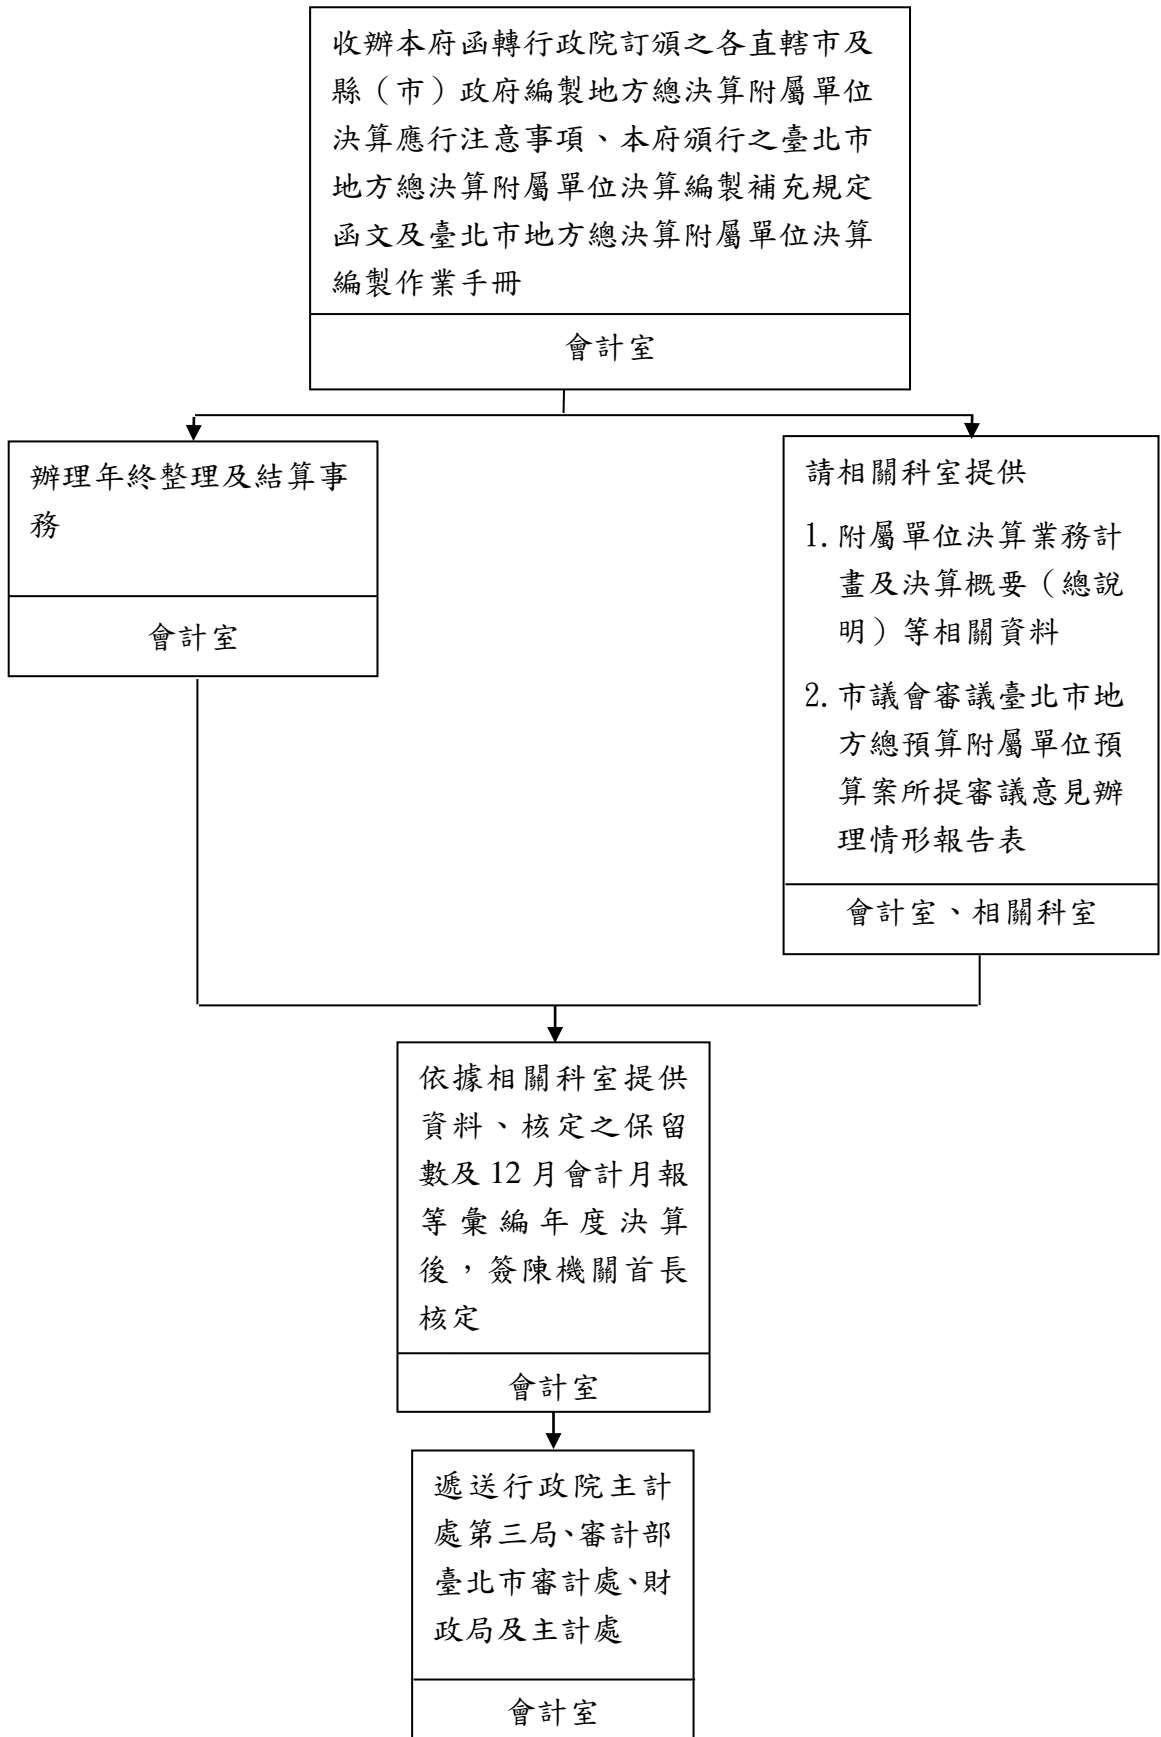 收辦本府函轉行政院訂頒之各直轄市及
縣（市）政府編製地方總決算附屬單位
決算應行注意事項、本府頒行之臺北市
地方總決算附屬單位決算編製補充規定
函文及臺北市地方總決算附屬單位決算
編製作業手冊
會計室
辦理年終整理及結算事
務
會計室
請相關科室提供
1. 附屬單位決算業務計
畫及決算概要（總說
明）等相關資料
2. 市議會審議臺北市地
方總預算附屬單位預
算案所提審議意見辦
理情形報告表
會計室、相關科室
依據相關科室提供
資料、核定之保留
數及 12 月會計月報
等彙編年度決算
後，簽陳機關首長
核定
會計室
遞送行政院主計
處第三局、審計部
臺北市審計處、財
政局及主計處
會計室